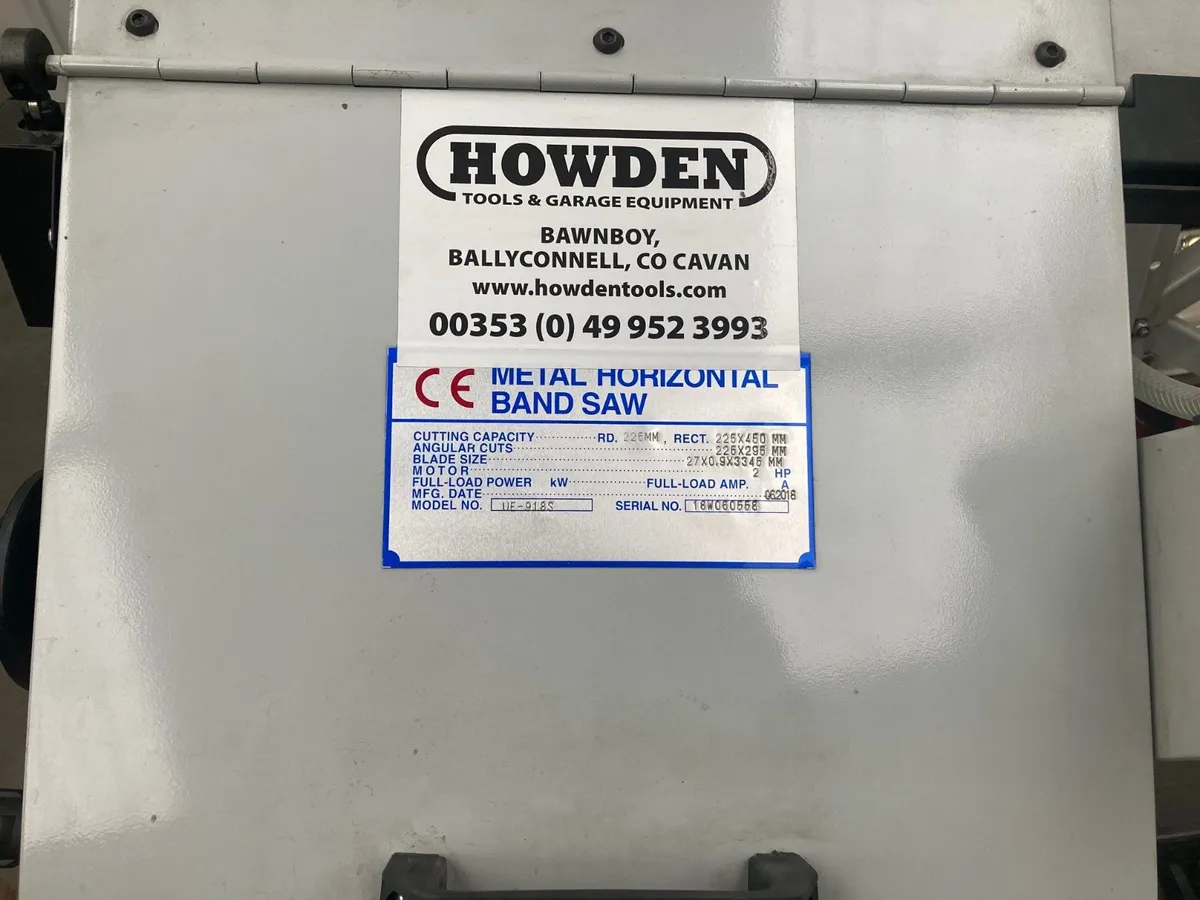 HOWDEN
TOOLS & GARAGE EQUIPMENT
BAWNBOY,
BALLYCONNELL, CO CAVAN
www.howdentools.com
00353 (0) 49 952 3993
CE METAL HORIZONTAL
BAND SAW
CUTTING CAPACITY RD. 225MM, RECT. 225X450 MM
ANGULAR CUTS 225X295 MM
BLADE SIZE 27X0.9X3345 MM
MOTOR 2 HP
FULL-LOAD POWER kW FULL-LOAD AMP. A
MFG. DATE 062018
MODEL NO. UE-918S SERIAL NO. 18W060558